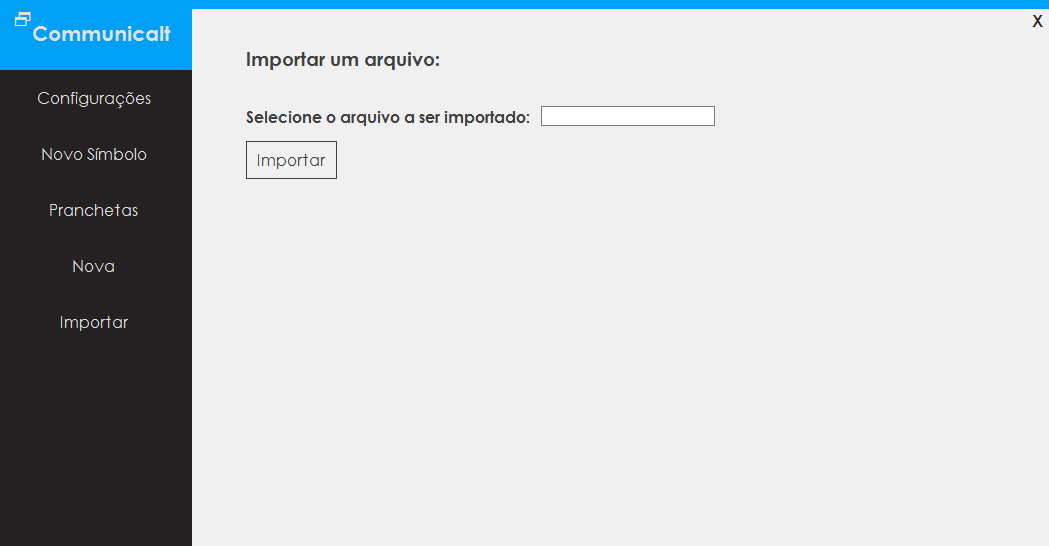 CommunicaIt
X
Configurações
Novo Símbolo
Pranchetas
Nova
Importar
Importar um arquivo:
Selecione o arquivo a ser importado:
Importar